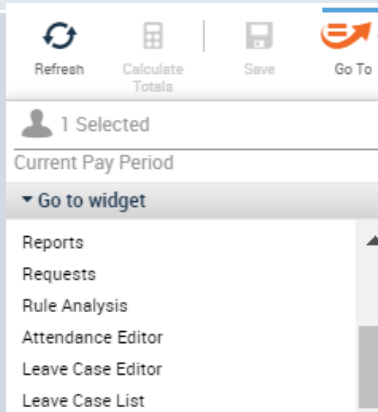 Refresh
Calculate
Totals
Save
Go To
1 Selected
Current Pay Period
Go to widget
Reports
Requests
Rule Analysis
Attendance Editor
Leave Case Editor
Leave Case List